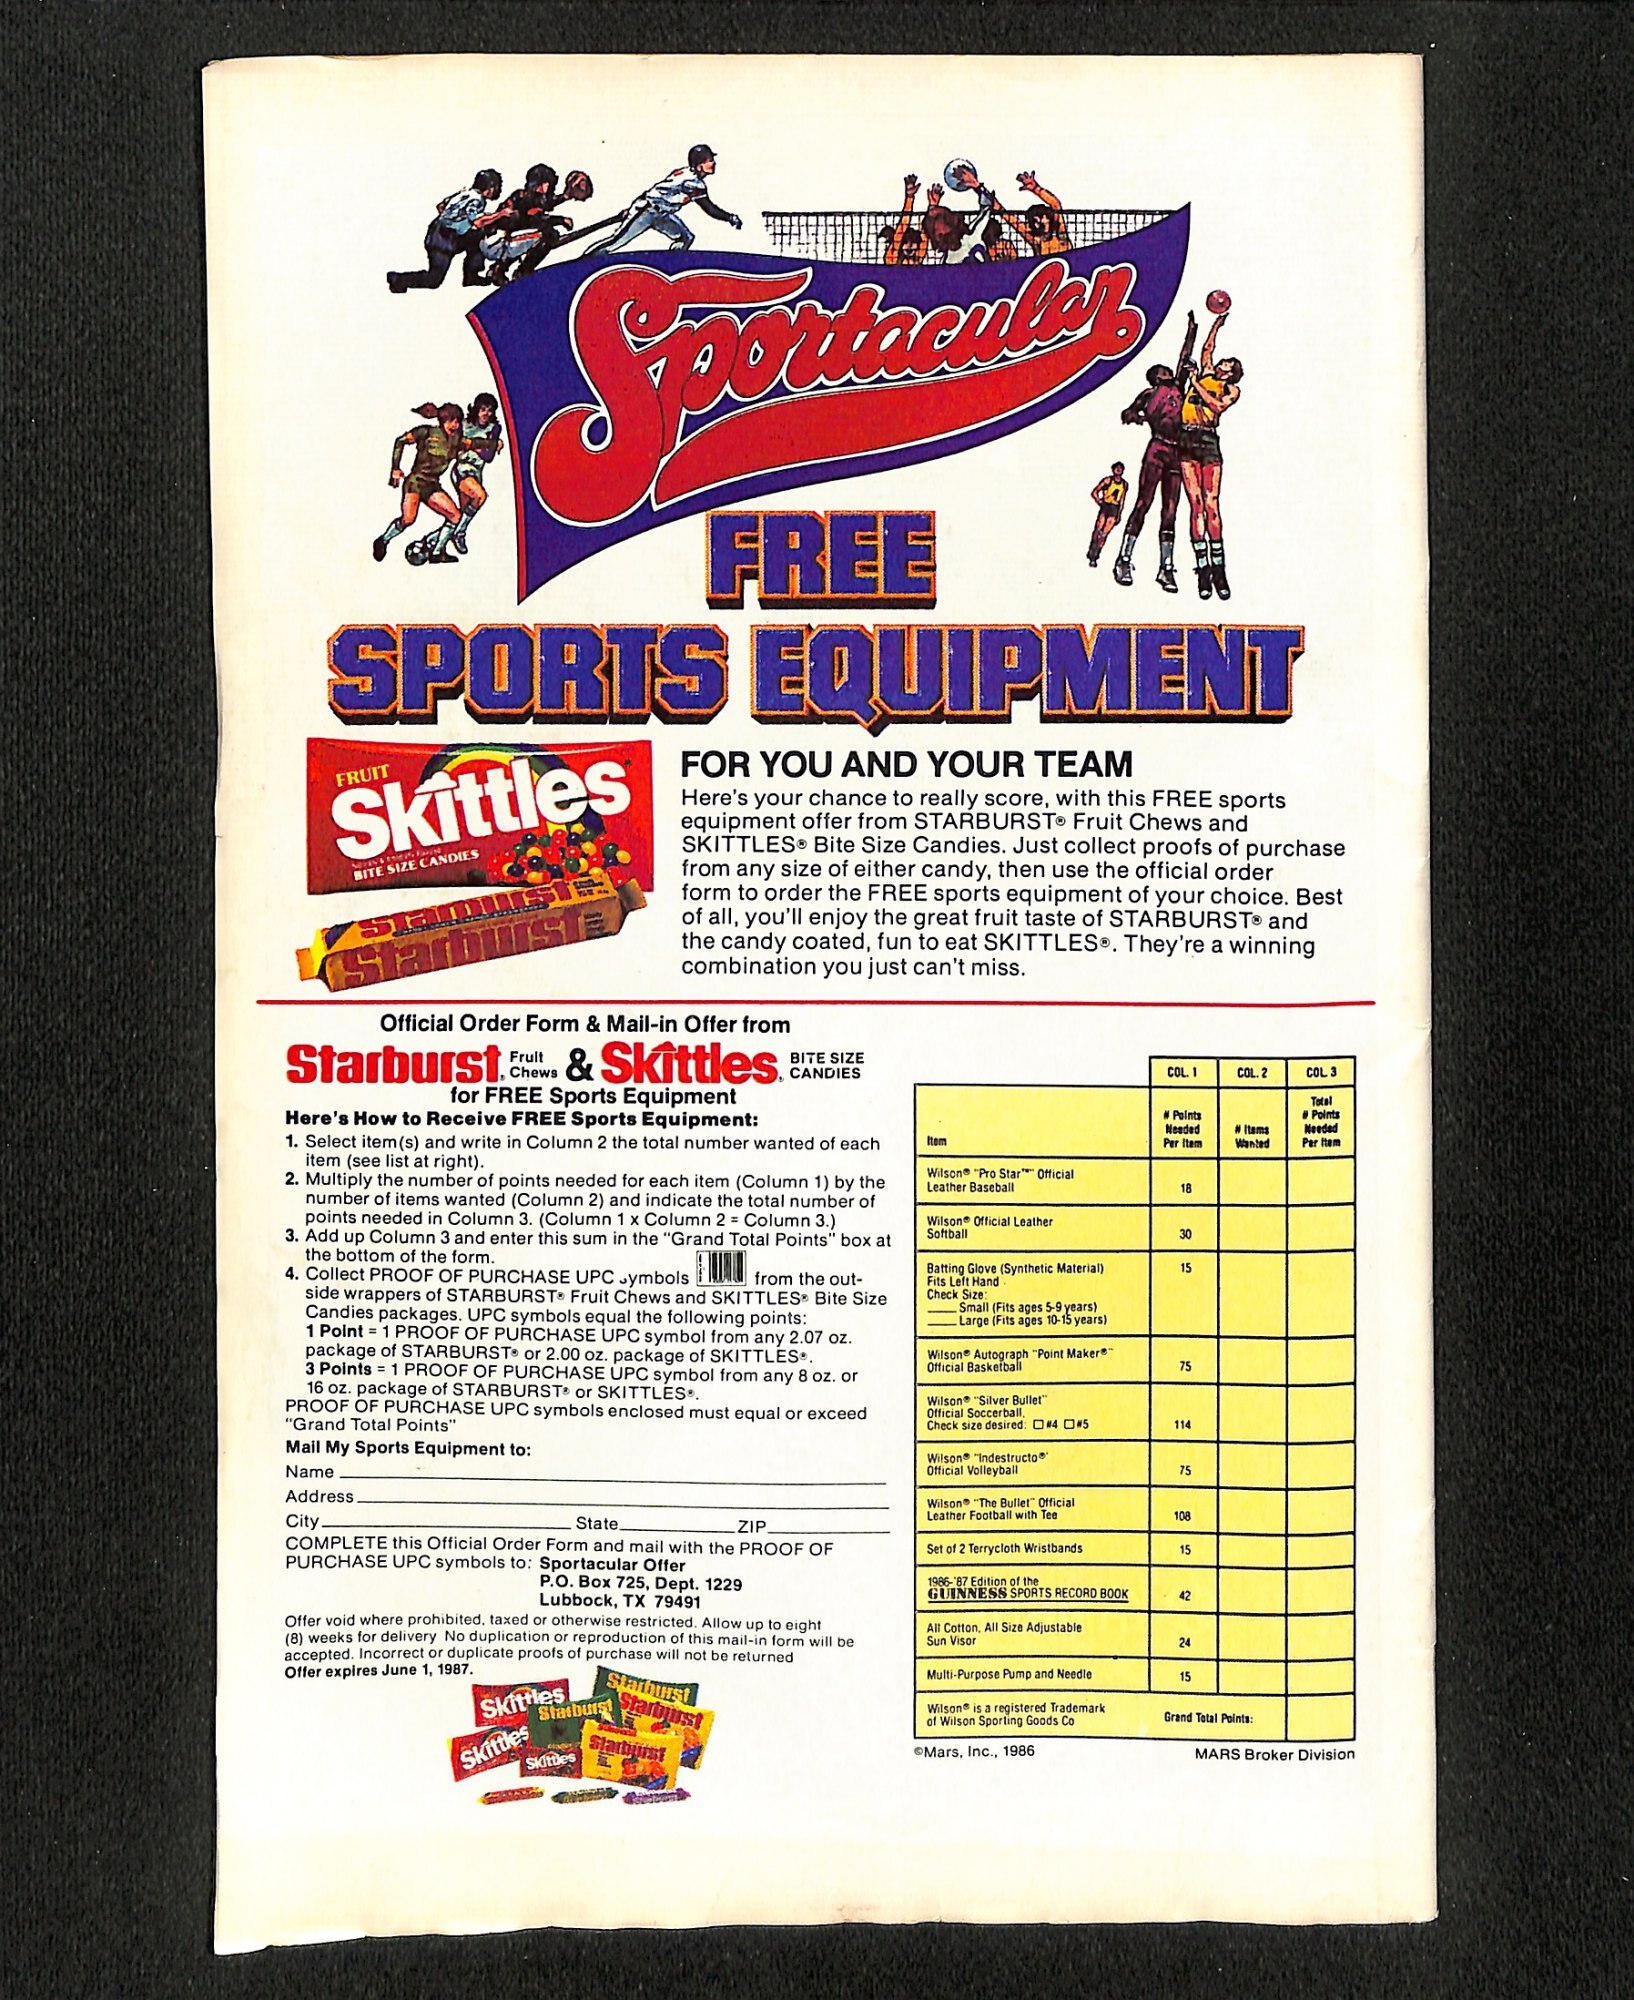 Sportacular
FREE
SPORTS EQUIPMENT
FRUIT
Skittles
BITE SIZE CANDIES
Starburst
Starburst
FOR YOU AND YOUR TEAM
Here's your chance to really score, with this FREE sports
equipment offer from STARBURST® Fruit Chews and
SKITTLES® Bite Size Candies. Just collect proofs of purchase
from any size of either candy, then use the official order
form to order the FREE sports equipment of your choice. Best
of all, you'll enjoy the great fruit taste of STARBURST® and
the candy coated, fun to eat SKITTLES®. They're a winning
combination you just can't miss.
Official Order Form & Mail-in Offer from
Starburst® Fruit Chews & Skittles® BITE SIZE CANDIES
for FREE Sports Equipment
Here's How to Receive FREE Sports Equipment:
1. Select item(s) and write in Column 2 the total number wanted of each
item (see list at right).
2. Multiply the number of points needed for each item (Column 1) by the
number of items wanted (Column 2) and indicate the total number of
points needed in Column 3. (Column 1 x Column 2 = Column 3.)
3. Add up Column 3 and enter this sum in the "Grand Total Points" box at
the bottom of the form.
4. Collect PROOF OF PURCHASE UPC symbols from the out-
side wrappers of STARBURST® Fruit Chews and SKITTLES® Bite Size
Candies packages. UPC symbols equal the following points:
1 Point = 1 PROOF OF PURCHASE UPC symbol from any 2.07 oz.
package of STARBURST® or 2.00 oz. package of SKITTLES®.
3 Points = 1 PROOF OF PURCHASE UPC symbol from any 8 oz. or
16 oz. package of STARBURST® or SKITTLES®.
PROOF OF PURCHASE UPC symbols enclosed must equal or exceed
"Grand Total Points"
Mail My Sports Equipment to:
Name
Address
City State ZIP
COMPLETE this Official Order Form and mail with the PROOF OF
PURCHASE UPC symbols to: Sportacular Offer
P.O. Box 725, Dept. 1229
Lubbock, TX 79491
Offer void where prohibited, taxed or otherwise restricted. Allow up to eight
(8) weeks for delivery No duplication or reproduction of this mail-in form will be
accepted. Incorrect or duplicate proofs of purchase will not be returned
Offer expires June 1, 1987.
Skittles
Starburst
Starburst
Starburst
Skittles
Skittles
Starburst
COL. 1 COL. 2 COL 3
Item
# Points
Needed
Per Item
# Items
Wanted
Total
# Points
Needed
Per Item
Wilson® "Pro Star™" Official
Leather Baseball 18
Wilson® Official Leather
Softball 30
Batting Glove (Synthetic Material) 15
Fits Left Hand
Check Size:
Small (Fits ages 5-9 years)
Large (Fits ages 10-15 years)
Wilson® Autograph "Point Maker®"
Official Basketball 75
Wilson® "Silver Bullet"
Official Soccerball,
Check size desired: #4 #5 114
Wilson® "Indestructo®"
Official Volleyball 75
Wilson® "The Bullet" Official
Leather Football with Tee 108
Set of 2 Terrycloth Wristbands 15
1986-'87 Edition of the
GUINNESS SPORTS RECORD BOOK 42
All Cotton, All Size Adjustable
Sun Visor 24
Multi-Purpose Pump and Needle 15
Wilson® is a registered Trademark
of Wilson Sporting Goods Co
Grand Total Points:
©Mars, Inc., 1986 MARS Broker Division